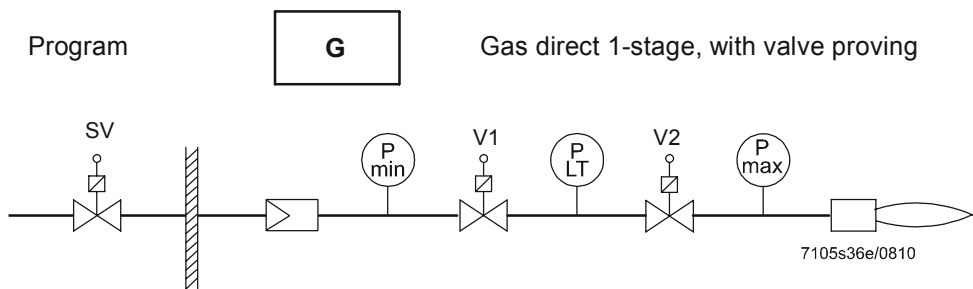 Program G Gas direct 1-stage, with valve proving
SV
P min
V1
P LT
V2
P max
7105s36e/0810